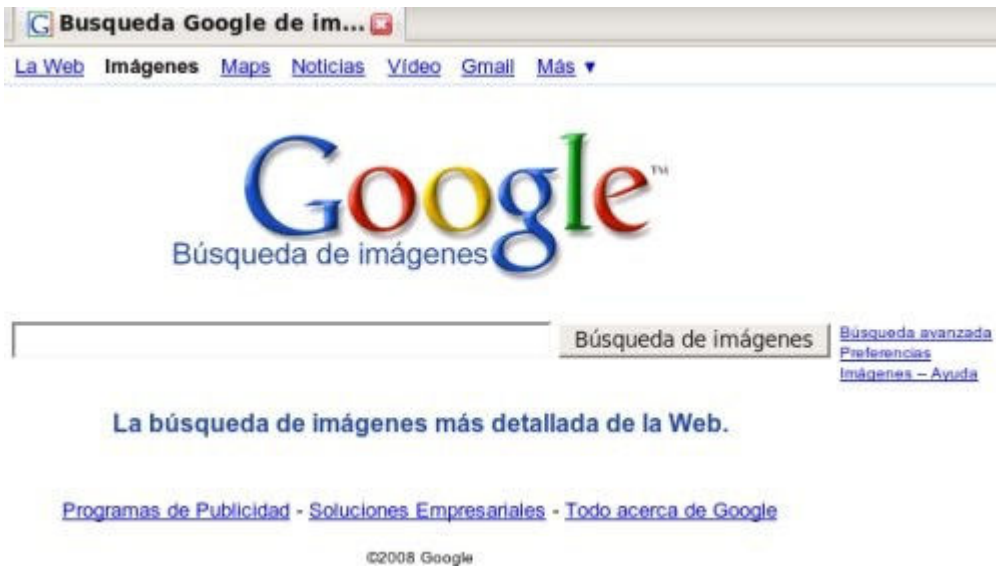 Busqueda Google de im...
La Web Imágenes Maps Noticias Vídeo Gmail Más ▼
Google™
Búsqueda de imágenes
Búsqueda de imágenes
Búsqueda avanzada
Preferencias
Imágenes – Ayuda
La búsqueda de imágenes más detallada de la Web.
Programas de Publicidad - Soluciones Empresariales - Todo acerca de Google
©2008 Google